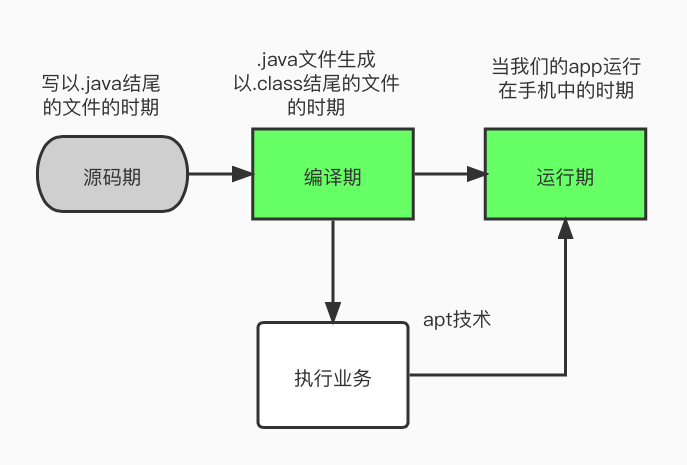 写以.java结尾
的文件的时期
.java文件生成
以.class结尾的文件
的时期
当我们的app运行
在手机中的时期
源码期
编译期
运行期
apt技术
执行业务